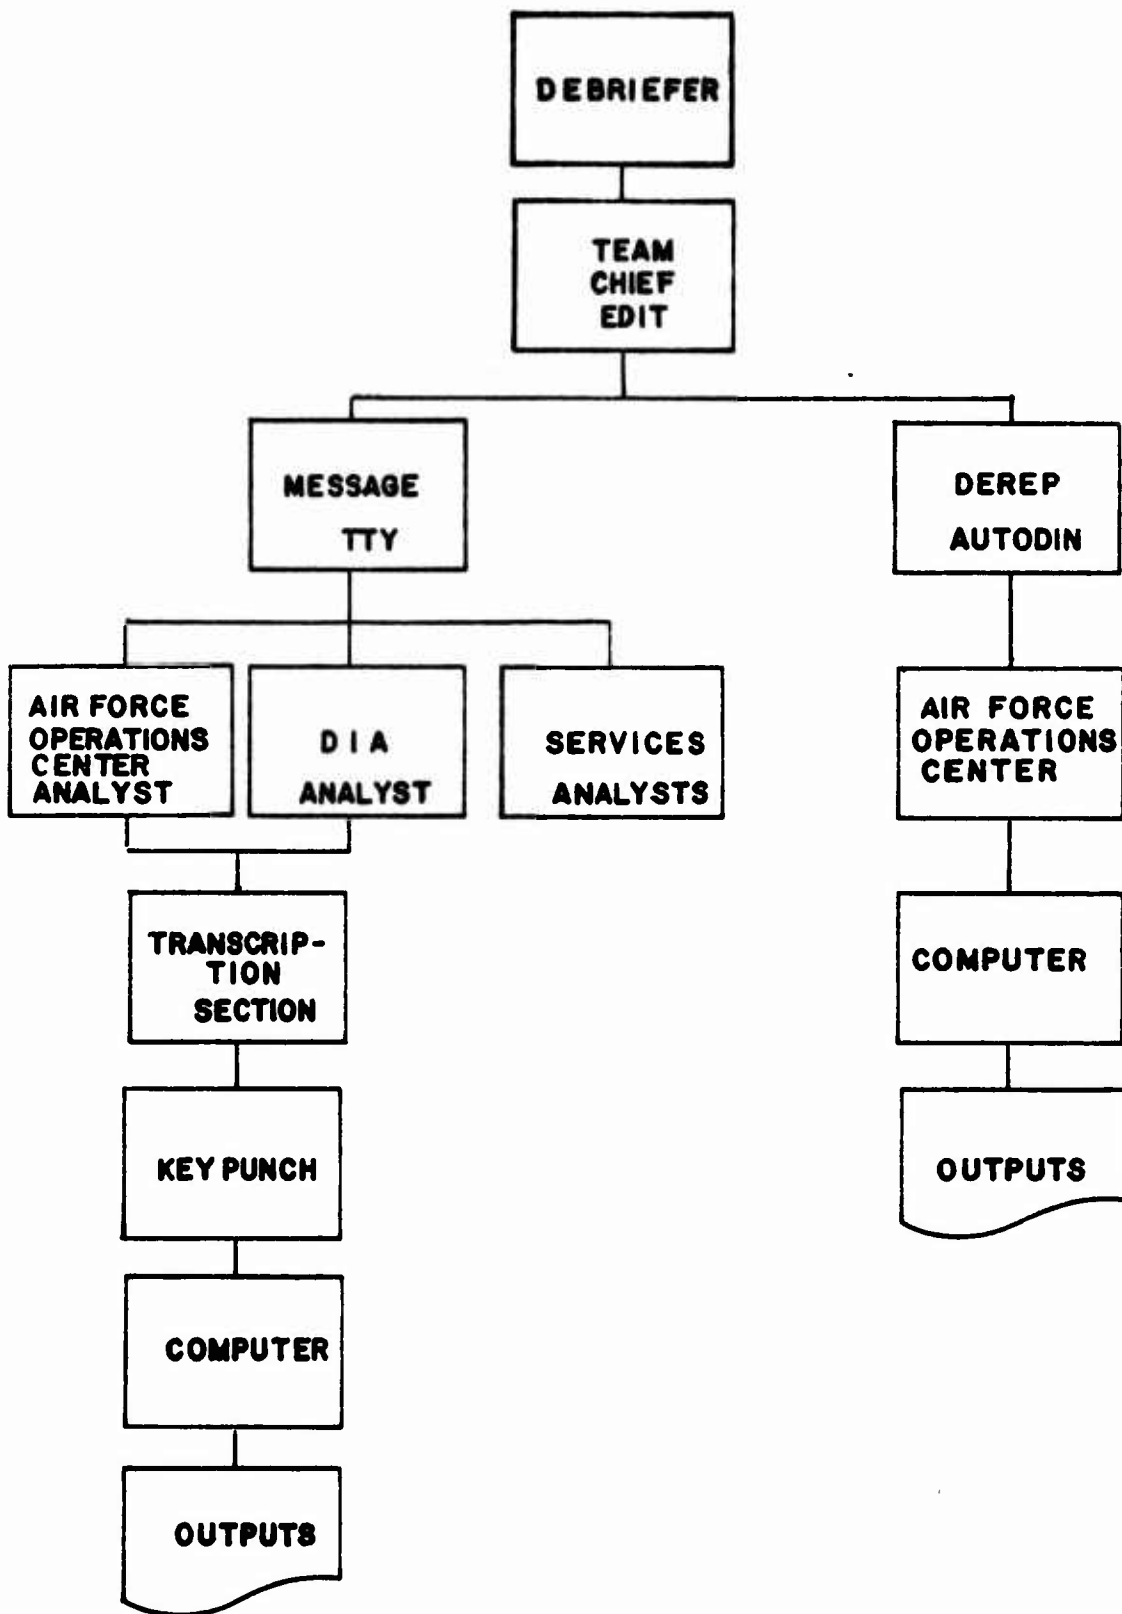 DEBRIEFER
TEAM
CHIEF
EDIT
MESSAGE
TTY
DEREP
AUTODIN
AIR FORCE
OPERATIONS
CENTER
ANALYST
DIA
ANALYST
SERVICES
ANALYSTS
AIR FORCE
OPERATIONS
CENTER
TRANSCRIP-
TION
SECTION
COMPUTER
KEY PUNCH
OUTPUTS
COMPUTER
OUTPUTS